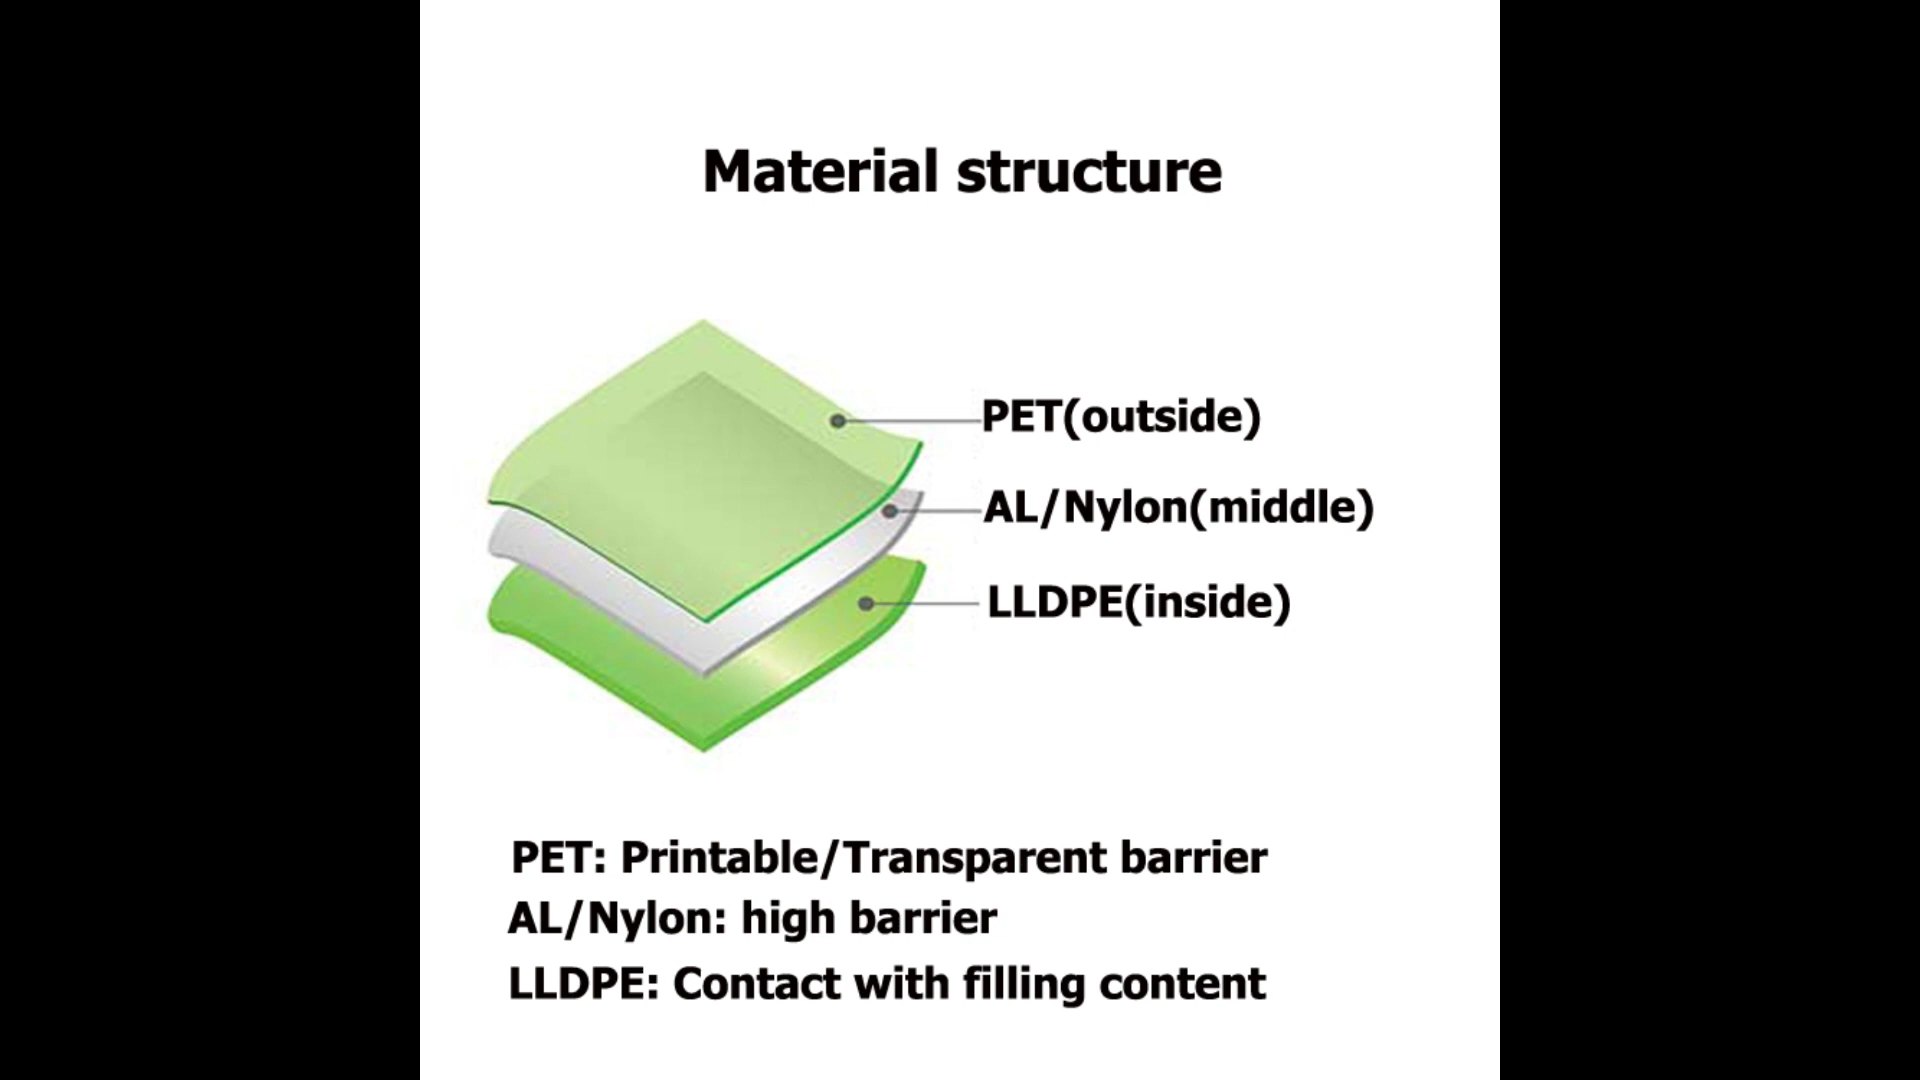 Material structure
PET(outside)
AL/Nylon(middle)
LLDPE(inside)
PET: Printable/Transparent barrier
AL/Nylon: high barrier
LLDPE: Contact with filling content